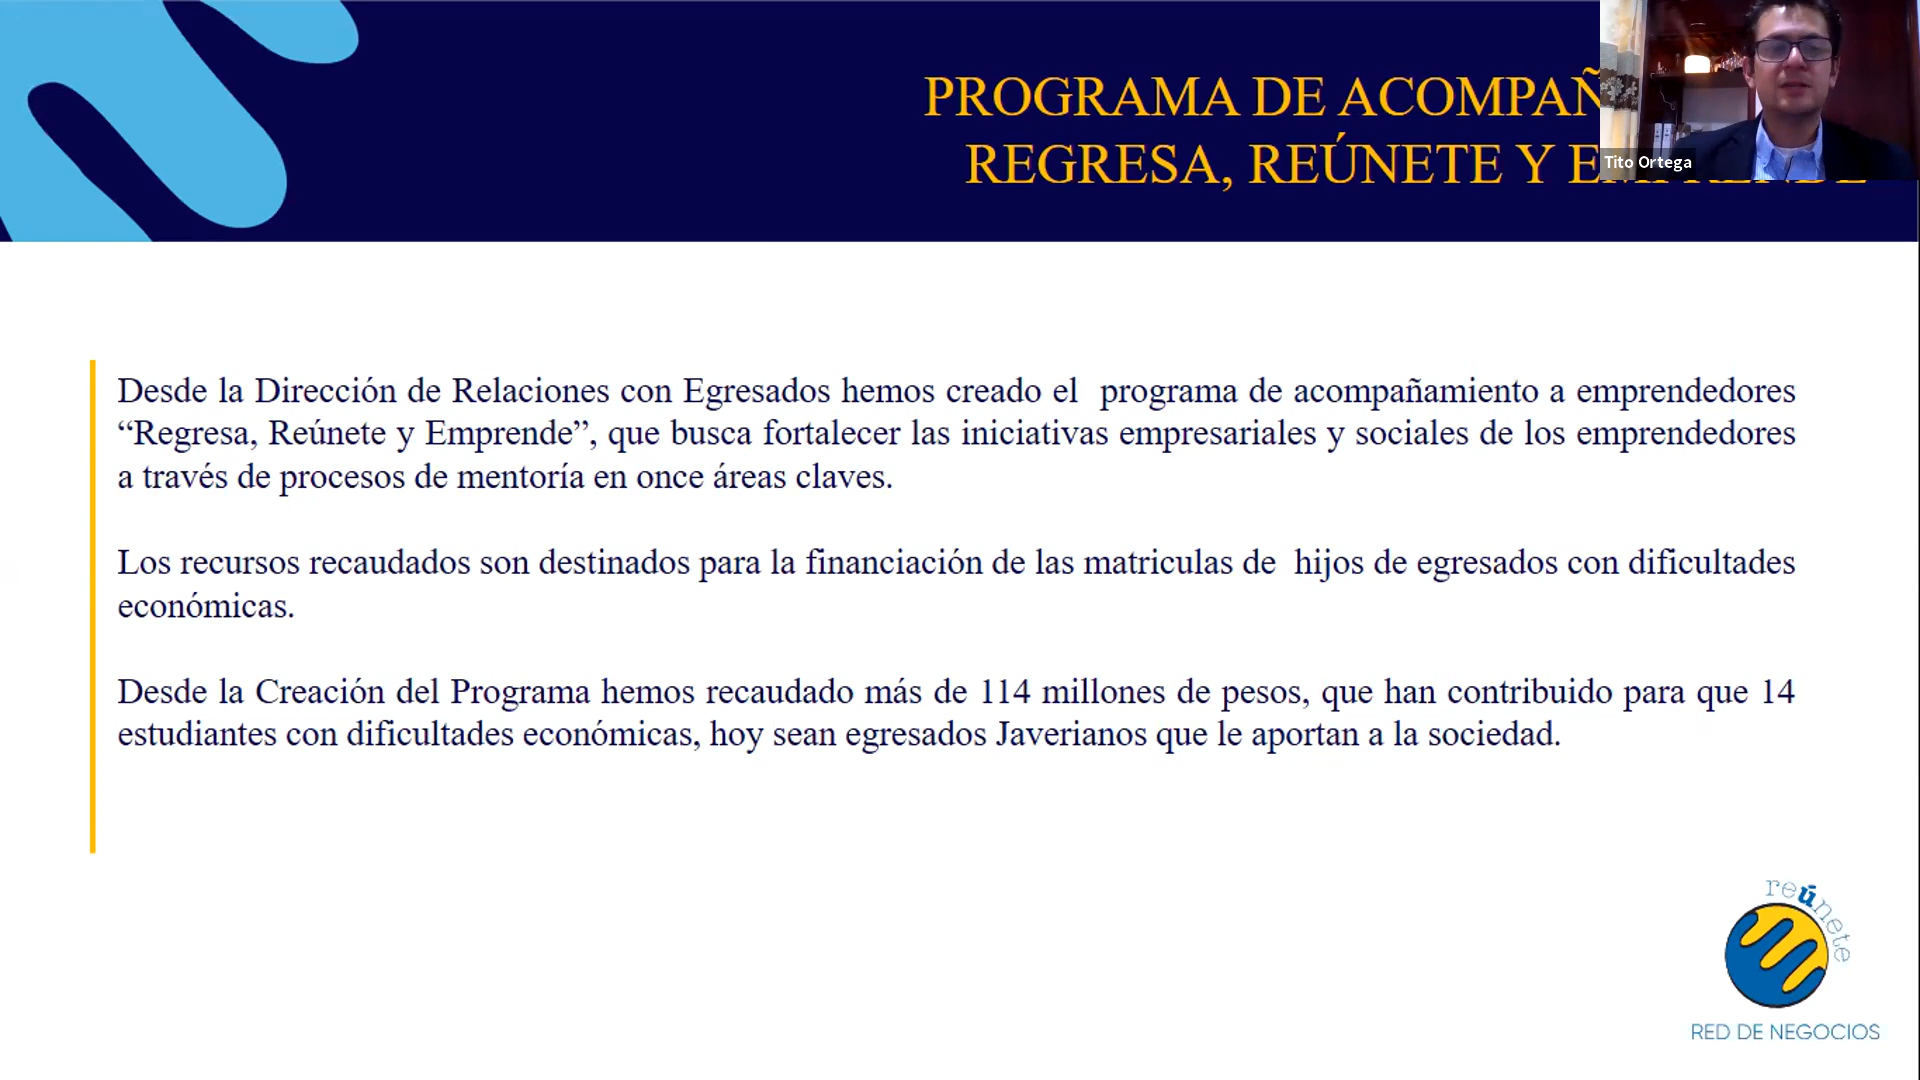 PROGRAMA DE ACOMPAÑ
REGRESA, REÚNETE Y
Tito Ortega
Desde la Dirección de Relaciones con Egresados hemos creado el programa de acompañamiento a emprendedores
“Regresa, Reúnete y Emprende”, que busca fortalecer las iniciativas empresariales y sociales de los emprendedores
a través de procesos de mentoría en once áreas claves.
Los recursos recaudados son destinados para la financiación de las matriculas de hijos de egresados con dificultades
económicas.
Desde la Creación del Programa hemos recaudado más de 114 millones de pesos, que han contribuido para que 14
estudiantes con dificultades económicas, hoy sean egresados Javerianos que le aportan a la sociedad.
reúnete
RED DE NEGOCIOS